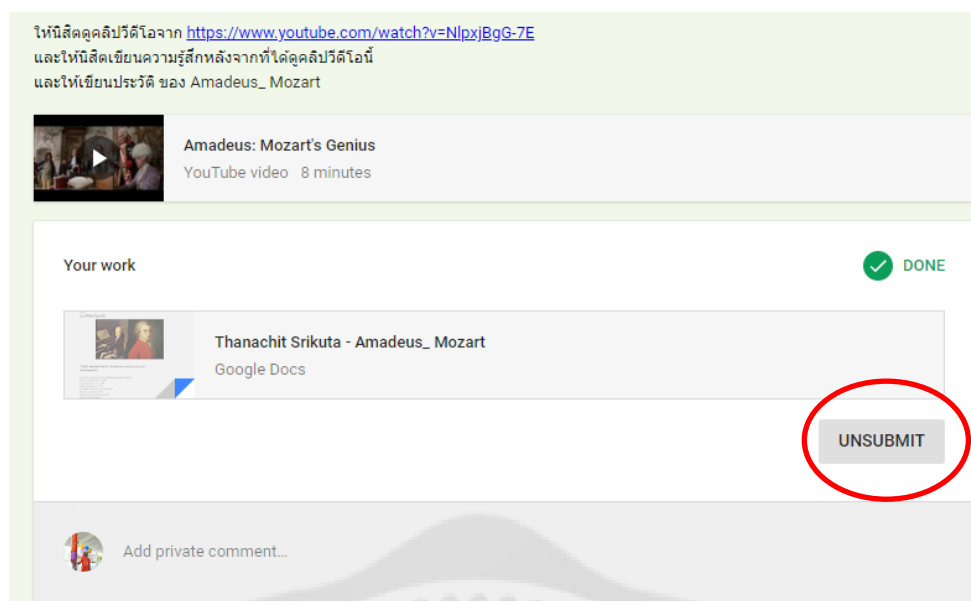 ให้นิสิตดูคลิปวีดีโอจาก https://www.youtube.com/watch?v=NlpxjBgG-7E
และให้นิสิตเขียนความรู้สึกหลังจากที่ได้ดูคลิปวีดีโอนี้
และให้เขียนประวัติ ของ Amadeus_ Mozart
Amadeus: Mozart's Genius
YouTube video 8 minutes
Your work
DONE
Thanachit Srikuta - Amadeus_ Mozart
Google Docs
UNSUBMIT
Add private comment...